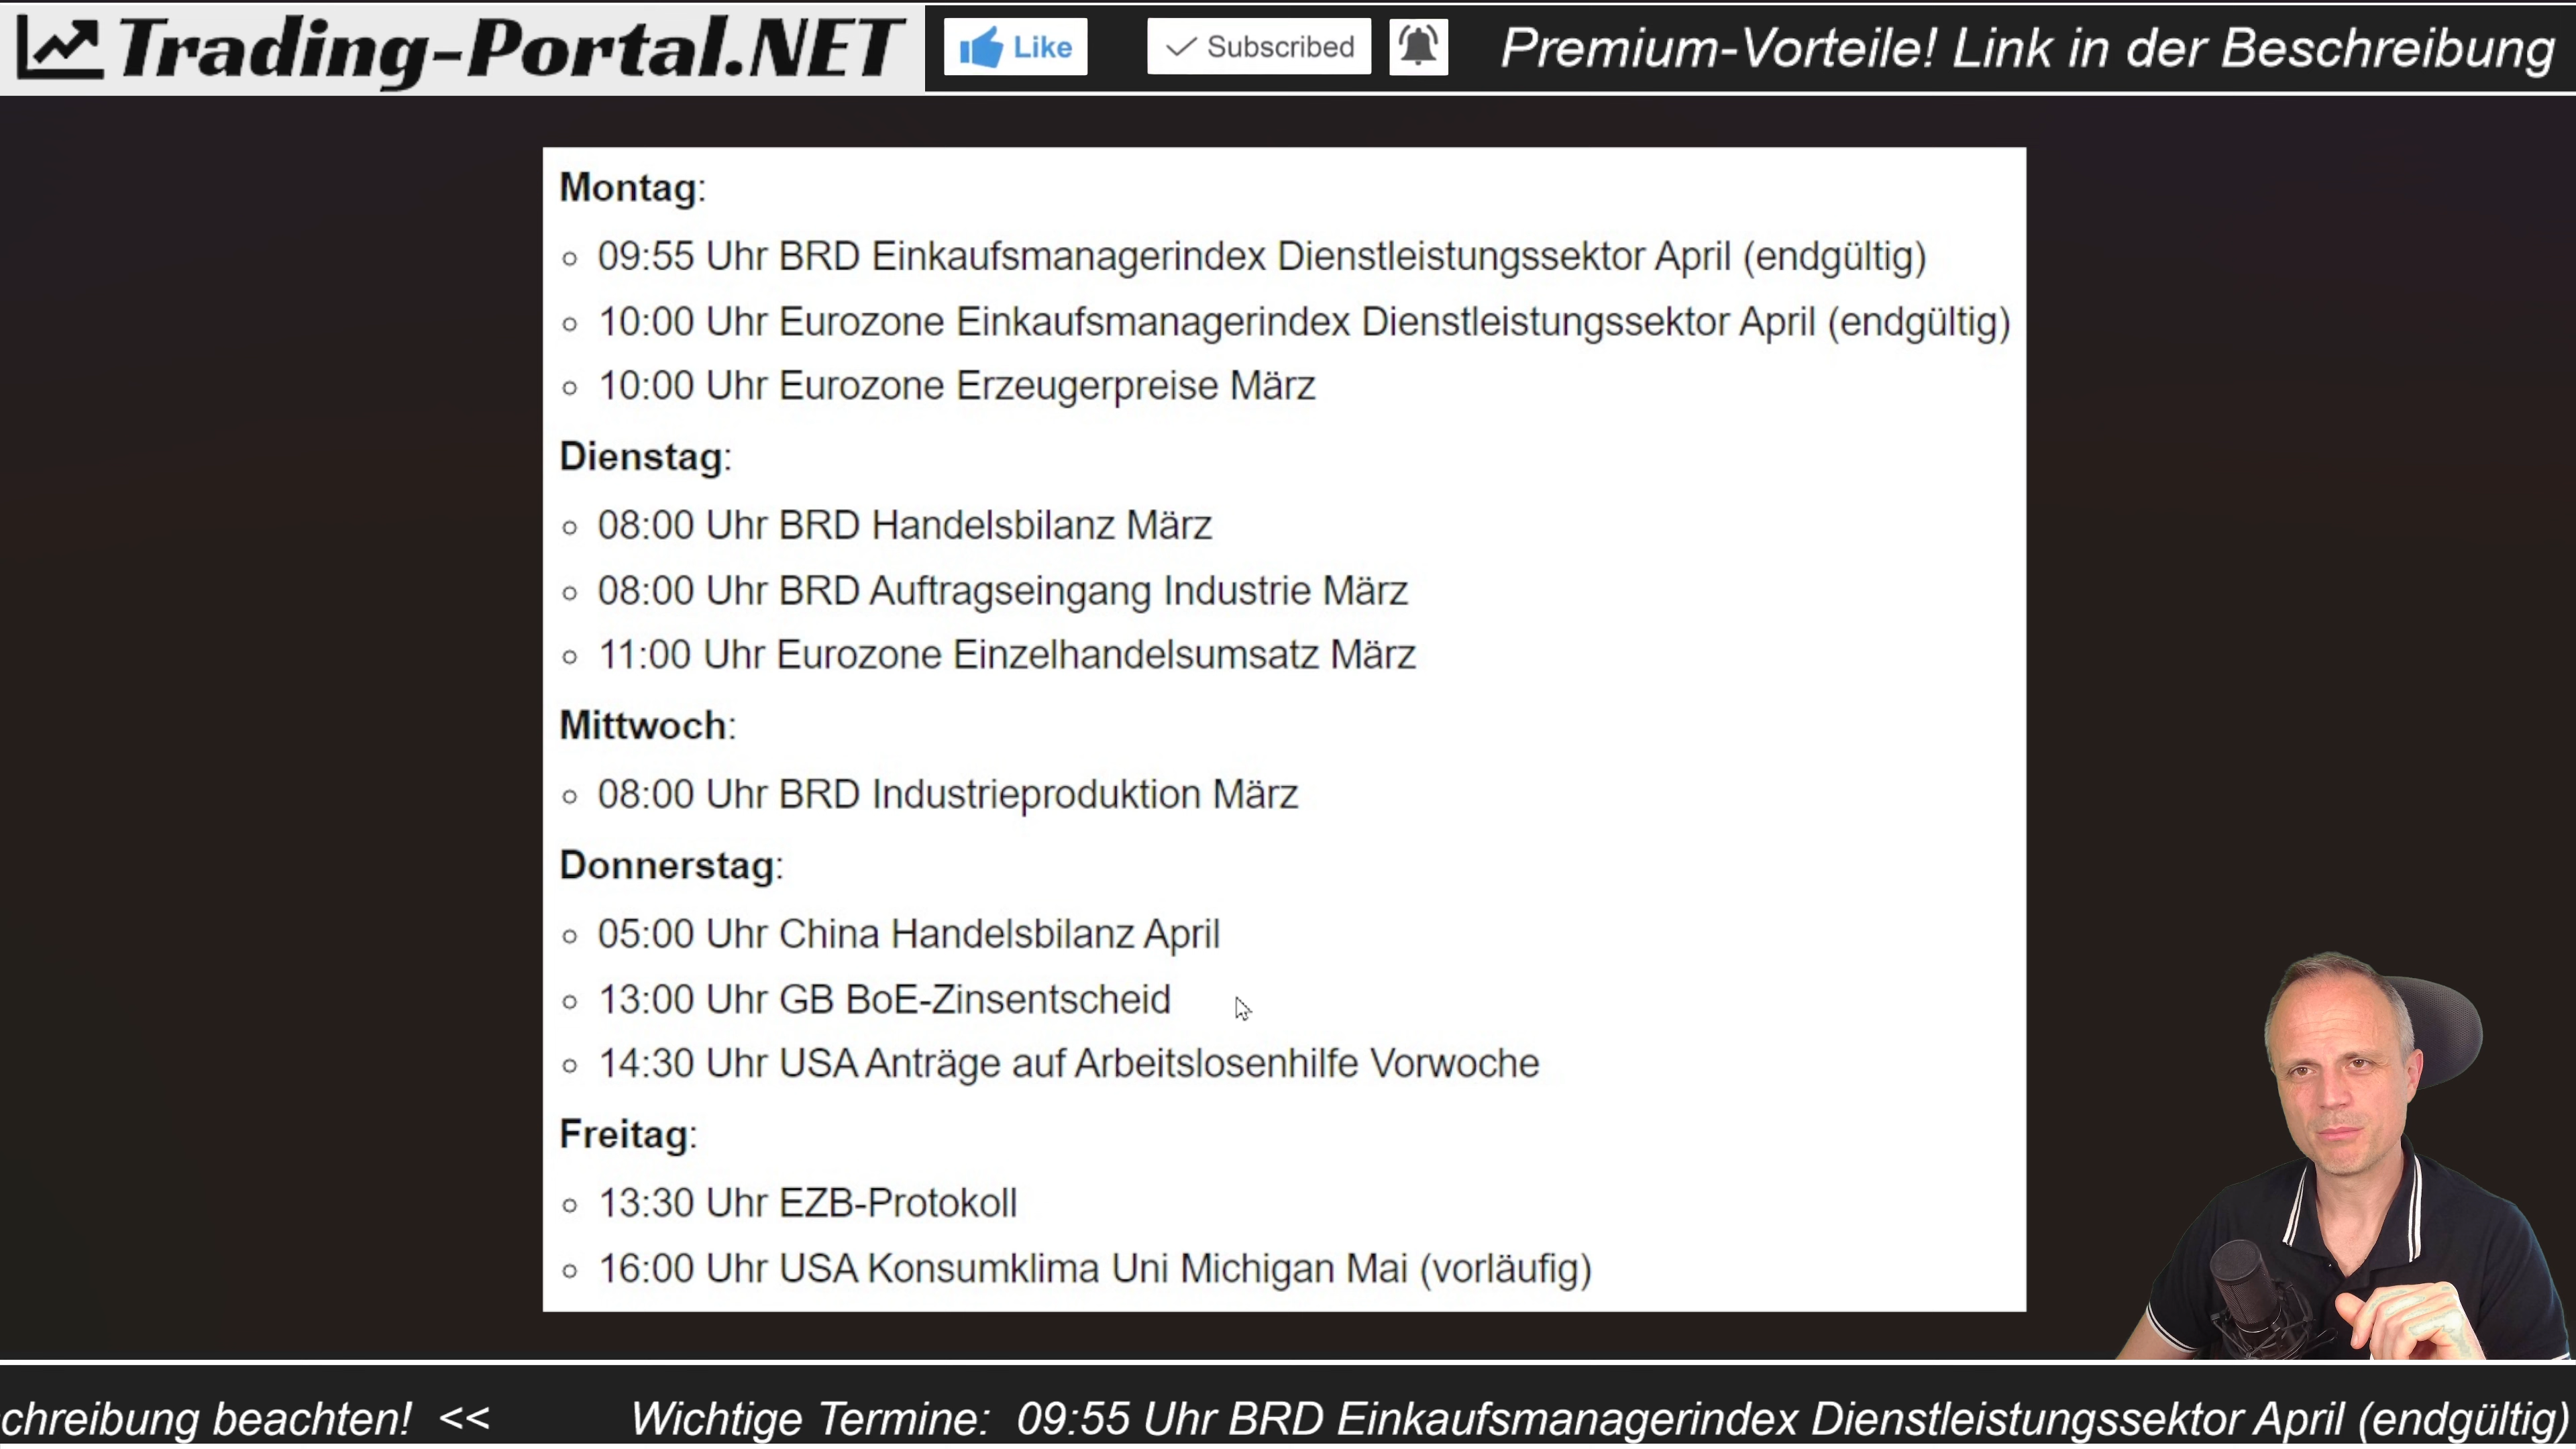 Trading-Portal.NET
Like
Subscribed
Premium-Vorteile! Link in der Beschreibung
Montag:
09:55 Uhr BRD Einkaufsmanagerindex Dienstleistungssektor April (endgültig)
10:00 Uhr Eurozone Einkaufsmanagerindex Dienstleistungssektor April (endgültig)
10:00 Uhr Eurozone Erzeugerpreise März
Dienstag:
08:00 Uhr BRD Handelsbilanz März
08:00 Uhr BRD Auftragseingang Industrie März
11:00 Uhr Eurozone Einzelhandelsumsatz März
Mittwoch:
08:00 Uhr BRD Industrieproduktion März
Donnerstag:
05:00 Uhr China Handelsbilanz April
13:00 Uhr GB BoE-Zinsentscheid
14:30 Uhr USA Anträge auf Arbeitslosenhilfe Vorwoche
Freitag:
13:30 Uhr EZB-Protokoll
16:00 Uhr USA Konsumklima Uni Michigan Mai (vorläufig)
chreibung beachten! << Wichtige Termine: 09:55 Uhr BRD Einkaufsmanagerindex Dienstleistungssektor April (endgültig)